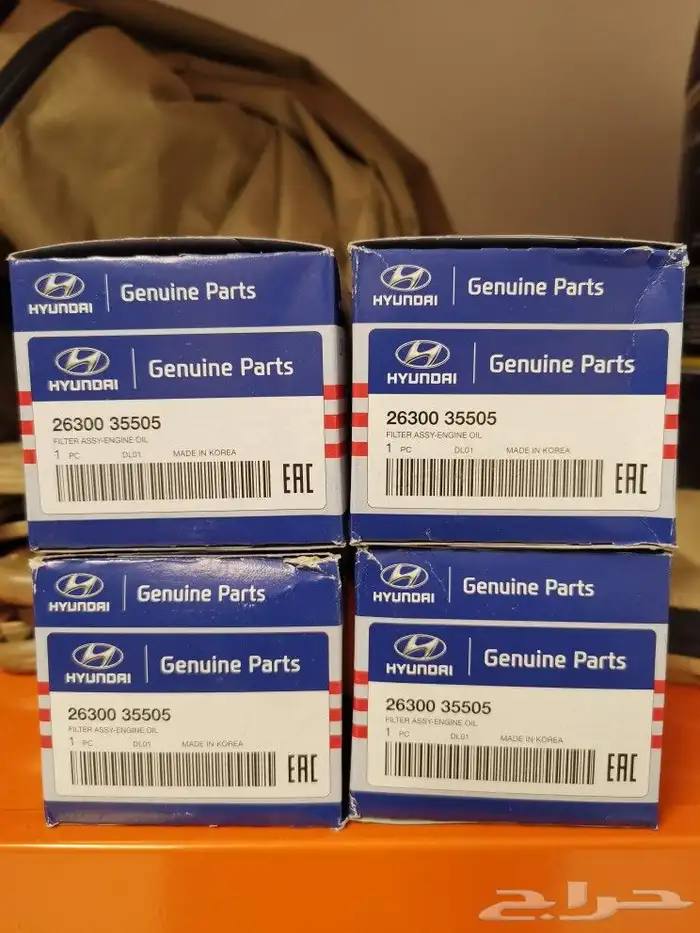 HYUNDAI Genuine Parts
HYUNDAI Genuine Parts
26300 35505
FILTER ASSY-ENGINE OIL
1 PC DL01 MADE IN KOREA
EAC
HYUNDAI Genuine Parts
HYUNDAI Genuine Parts
26300 35505
FILTER ASSY-ENGINE OIL
1 PC DL01 MADE IN KOREA
EAC
HYUNDAI Genuine Parts
HYUNDAI Genuine Parts
26300 35505
FILTER ASSY-ENGINE OIL
1 PC DL01 MADE IN KOREA
EAC
HYUNDAI Genuine Parts
HYUNDAI Genuine Parts
26300 35505
FILTER ASSY-ENGINE OIL
1 PC DL01 MADE IN KOREA
EAC
حراج